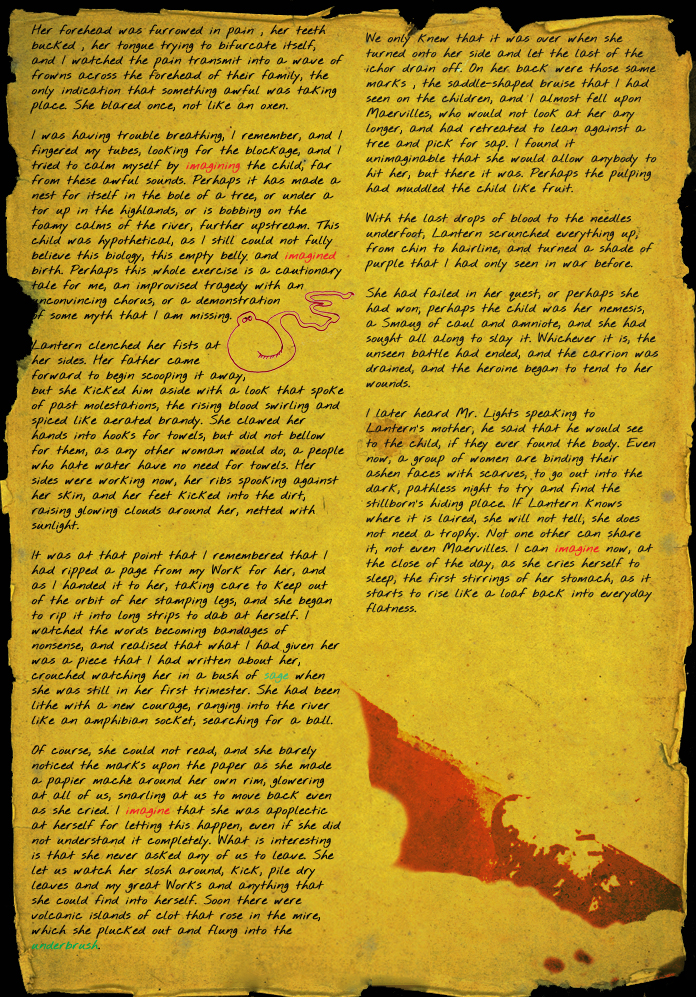 Her forehead was furrowed in pain , her teeth
bucked , her tongue trying to bifurcate itself,
and I watched the pain transmit into a wave of
frowns across the forehead of their family, the
only indication that something awful was taking
place. She blared once, not like an oxen.
I was having trouble breathing, I remember, and I
fingered my tubes, looking for the blockage, and I
tried to calm myself by imagining the child, far
from these awful sounds. Perhaps it has made a
nest for itself in the bole of a tree, or under a
tor up in the highlands, or is bobbing on the
foamy calms of the river, further upstream. This
child was hypothetical, as I still could not fully
believe this biology, this empty belly and imagined
birth. Perhaps this whole exercise is a cautionary
tale for me, an improvised tragedy with an
unconvincing chorus, or a demonstration
of some myth that I am missing.
Lantern clenched her fists at
her sides. Her father came
forward to begin scooping it away,
but she kicked him aside with a look that spoke
of past molestations, the rising blood swirling and
spiced like aerated brandy. She clawed her
hands into hooks for towels, but did not bellow
for them, as any other woman would do, a people
who hate water have no need for towels. Her
sides were working now, her ribs spooking against
her skin, and her feet kicked into the dirt,
raising glowing clouds around her, netted with
sunlight.
It was at that point that I remembered that I
had ripped a page from my Work for her, and
as I handed it to her, taking care to keep out
of the orbit of her stamping legs, and she began
to rip it into long strips to dab at herself. I
watched the words becoming bandages of
nonsense, and realised that what I had given her
was a piece that I had written about her,
crouched watching her in a bush of sage when
she was still in her first trimester. She had been
lithe with a new courage, ranging into the river
like an amphibian socket, searching for a ball.
Of course, she could not read, and she barely
noticed the marks upon the paper as she made
a papier machè around her own rim, glowering
at all of us, snarling at us to move back even
as she cried. I imagine that she was apoplectic
at herself for letting this happen, even if she did
not understand it completely. What is interesting
is that she never asked any of us to leave. She
let us watch her slosh around, kick, pile dry
leaves and my great Works and anything that
she could find into herself. Soon there were
volcanic islands of clot that rose in the mire,
which she plucked out and flung into the
anderbrush.
We only knew that it was over when she
turned onto her side and let the last of the
ichor drain off. On her back were those same
marks , the saddle-shaped bruise that I had
seen on the children, and I almost fell upon
Maervilles, who would not look at her any
longer, and had retreated to lean against a
tree and pick for sap. I found it
unimaginable that she would allow anybody to
hit her, but there it was. Perhaps the pulping
had muddled the child like fruit.
With the last drops of blood to the needles
underfoot, Lantern scrunched everything up,
from chin to hairline, and turned a shade of
purple that I had only seen in war before.
She had failed in her quest, or perhaps she
had won; perhaps the child was her nemesis,
a Smaug of caul and amniote, and she had
sought all along to slay it. Whichever it is, the
unseen battle had ended, and the carrion was
drained, and the heroine began to tend to her
wounds.
I later heard Mr. Lights speaking to
Lantern's mother, he said that he would see
to the child, if they ever found the body. Even
now, a group of women are binding their
ashen faces with scarves, to go out into the
dark, pathless night to try and find the
stillborn's hiding place. If Lantern knows
where it is laired, she will not tell, she does
not need a trophy. Not one other can share
it, not even Maervilles. I can imagine now, at
the close of the day, as she cries herself to
sleep, the first stirrings of her stomach, as it
starts to rise like a loaf back into everyday
flatness.